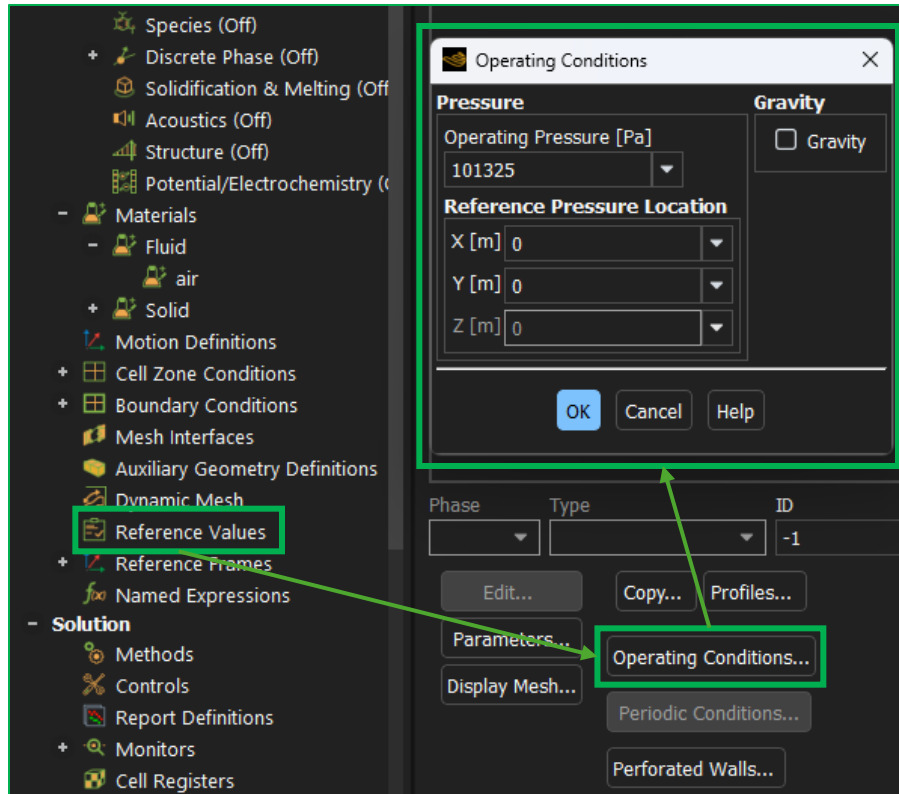 Species (Off)
+ Discrete Phase (Off)
Solidification & Melting (Off
Acoustics (Off)
Structure (Off)
Potential/Electrochemistry (
- Materials
- Fluid
air
+ Solid
Motion Definitions
+ Cell Zone Conditions
+ Boundary Conditions
Mesh Interfaces
Auxiliary Geometry Definitions
Dynamic Mesh
Reference Values
+ Reference Frames
Named Expressions
- Solution
Methods
Controls
Report Definitions
+ Monitors
Cell Registers
Operating Conditions
Pressure
Operating Pressure [Pa]
101325
Reference Pressure Location
X [m] 0
Y [m] 0
Z [m] 0
Gravity
Gravity
OK Cancel Help
Phase Type ID
-1
Edit... Copy... Profiles...
Parameters... Operating Conditions...
Display Mesh... Periodic Conditions...
Perforated Walls...